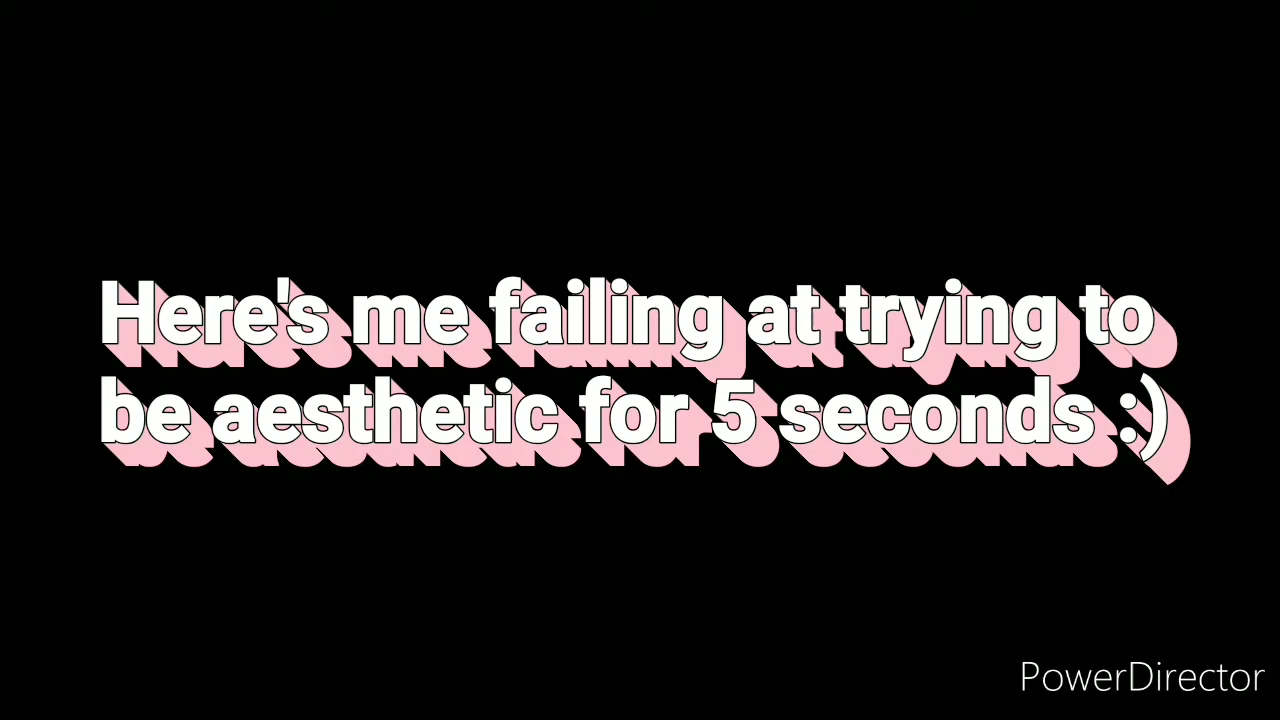 Here's me failing at trying to
be aesthetic for 5 seconds :)
PowerDirector